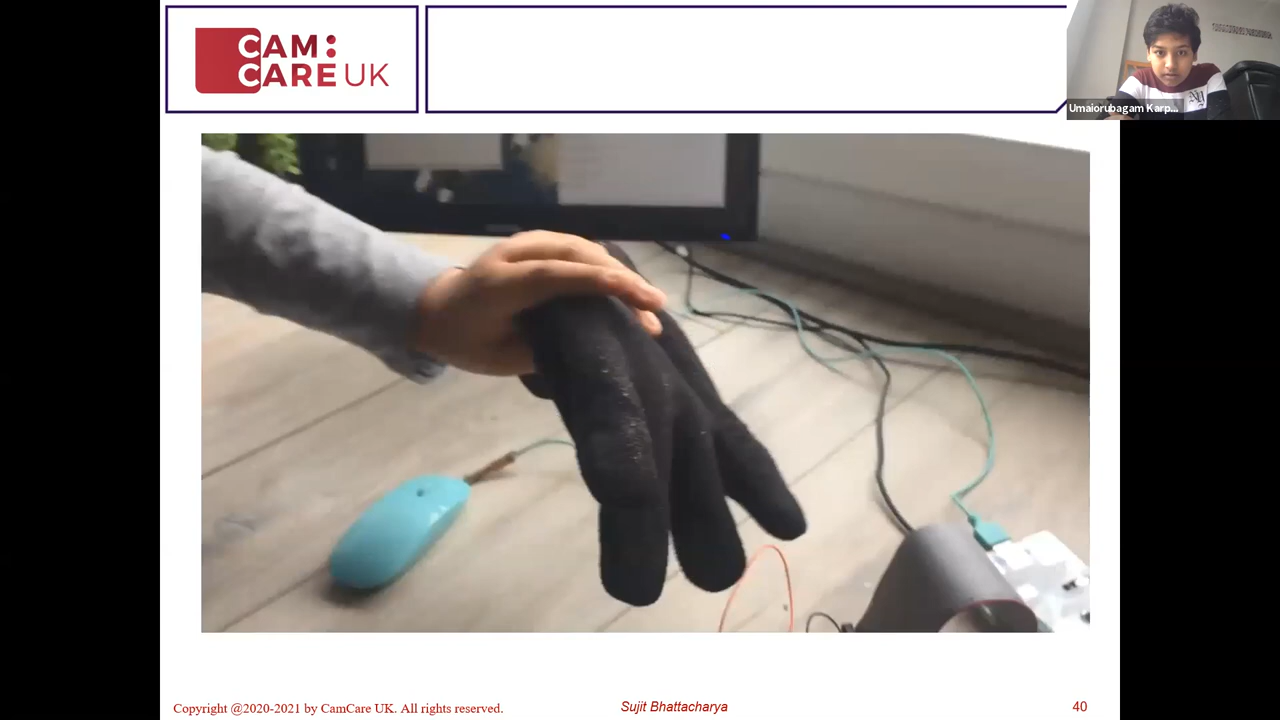 CAM:
CARE UK
Umaiorubagam Karp...
Copyright @2020-2021 by CamCare UK. All rights reserved.
Sujit Bhattacharya
40